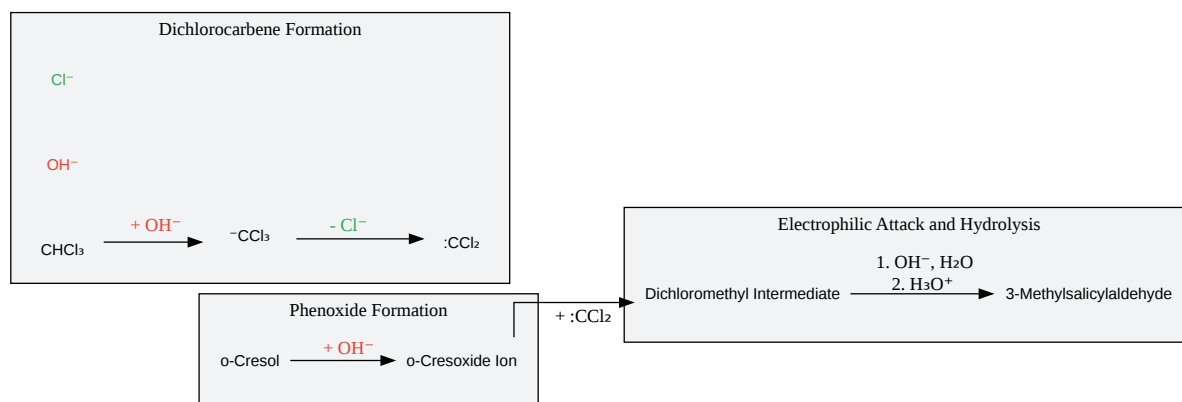 Dichlorocarbene Formation
Cl⁻
OH⁻
+ OH⁻
- Cl⁻
CHCl₃
⁻CCl₃
:CCl₂
Phenoxide Formation
+ OH⁻
o-Cresol
o-Cresoxide Ion
+ :CCl₂
Electrophilic Attack and Hydrolysis
1. OH⁻, H₂O
2. H₃O⁺
Dichloromethyl Intermediate
3-Methylsalicylaldehyde